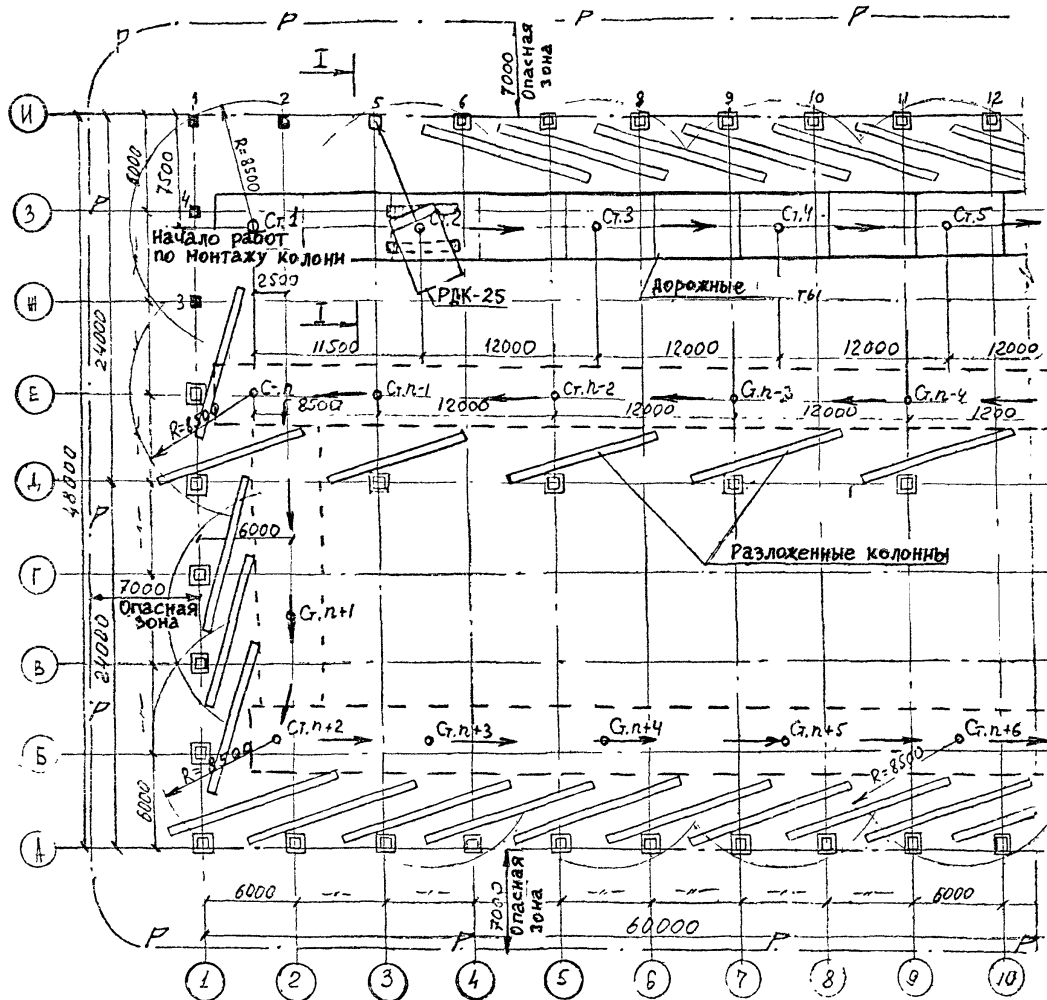 Р Р Р Р
I
7000
Опасная зона
1 2 5 6 8 9 10 11 12
И
6000
7500
R=8500
4
З
Ст.1 Ст.2 Ст.3 Ст.4 Ст.5
Начало работ
по монтажу колонн
2500
РДК-25
Дорожные ты
Ж
3
I
11500 12000 12000 12000 12000
24000
Е
Ст.n-1 Ст.n-2 Ст.n-3 Ст.n-4
R=8500
8500 12000 12000 12000 1200
Д
48000
Р
6000
Разложенные колонны
Г
7000
Опасная
зона
Ст.n+1
В
24000
Р
Ст.n+2 Ст.n+3 Ст.n+4 Ст.n+5 Ст.n+6
Б
R=8500
R=8500
6000
А
6000 6000
7000
Опасная
зона
60000
Р Р Р Р
1 2 3 4 5 6 7 8 9 10